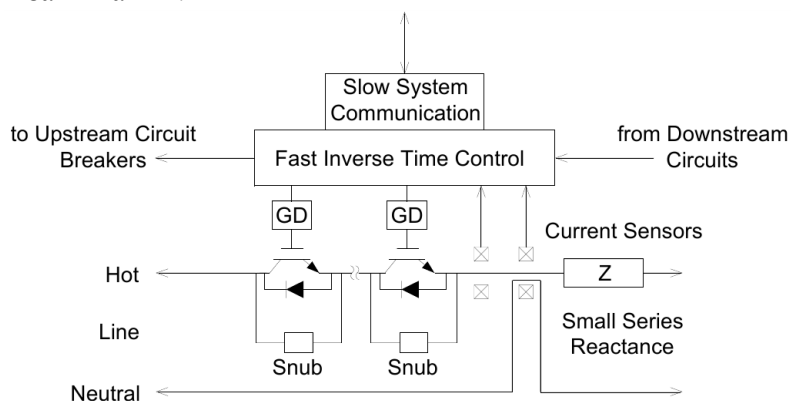 Slow System
Communication
to Upstream Circuit
Breakers
Fast Inverse Time Control
from Downstream
Circuits
GD
GD
Current Sensors
Hot
Z
Line
Small Series
Reactance
Snub
Snub
Neutral